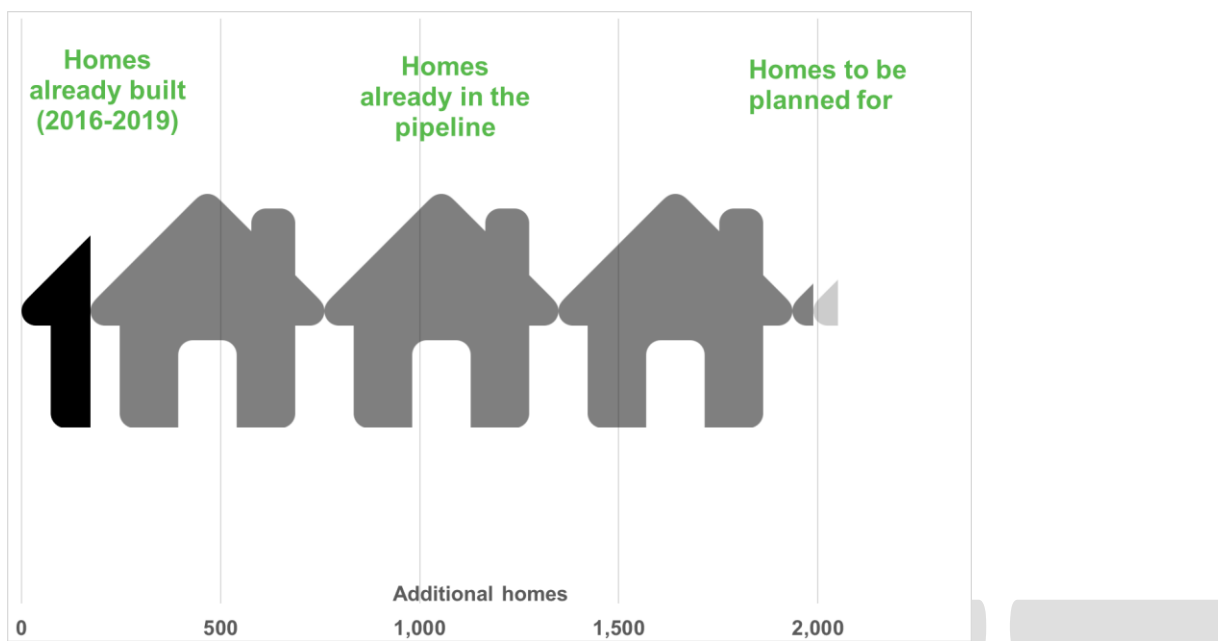 Homes
already built
(2016-2019)
Homes
already in the
pipeline
Homes to be
planned for
Additional homes
0
500
1,000
1,500
2,000